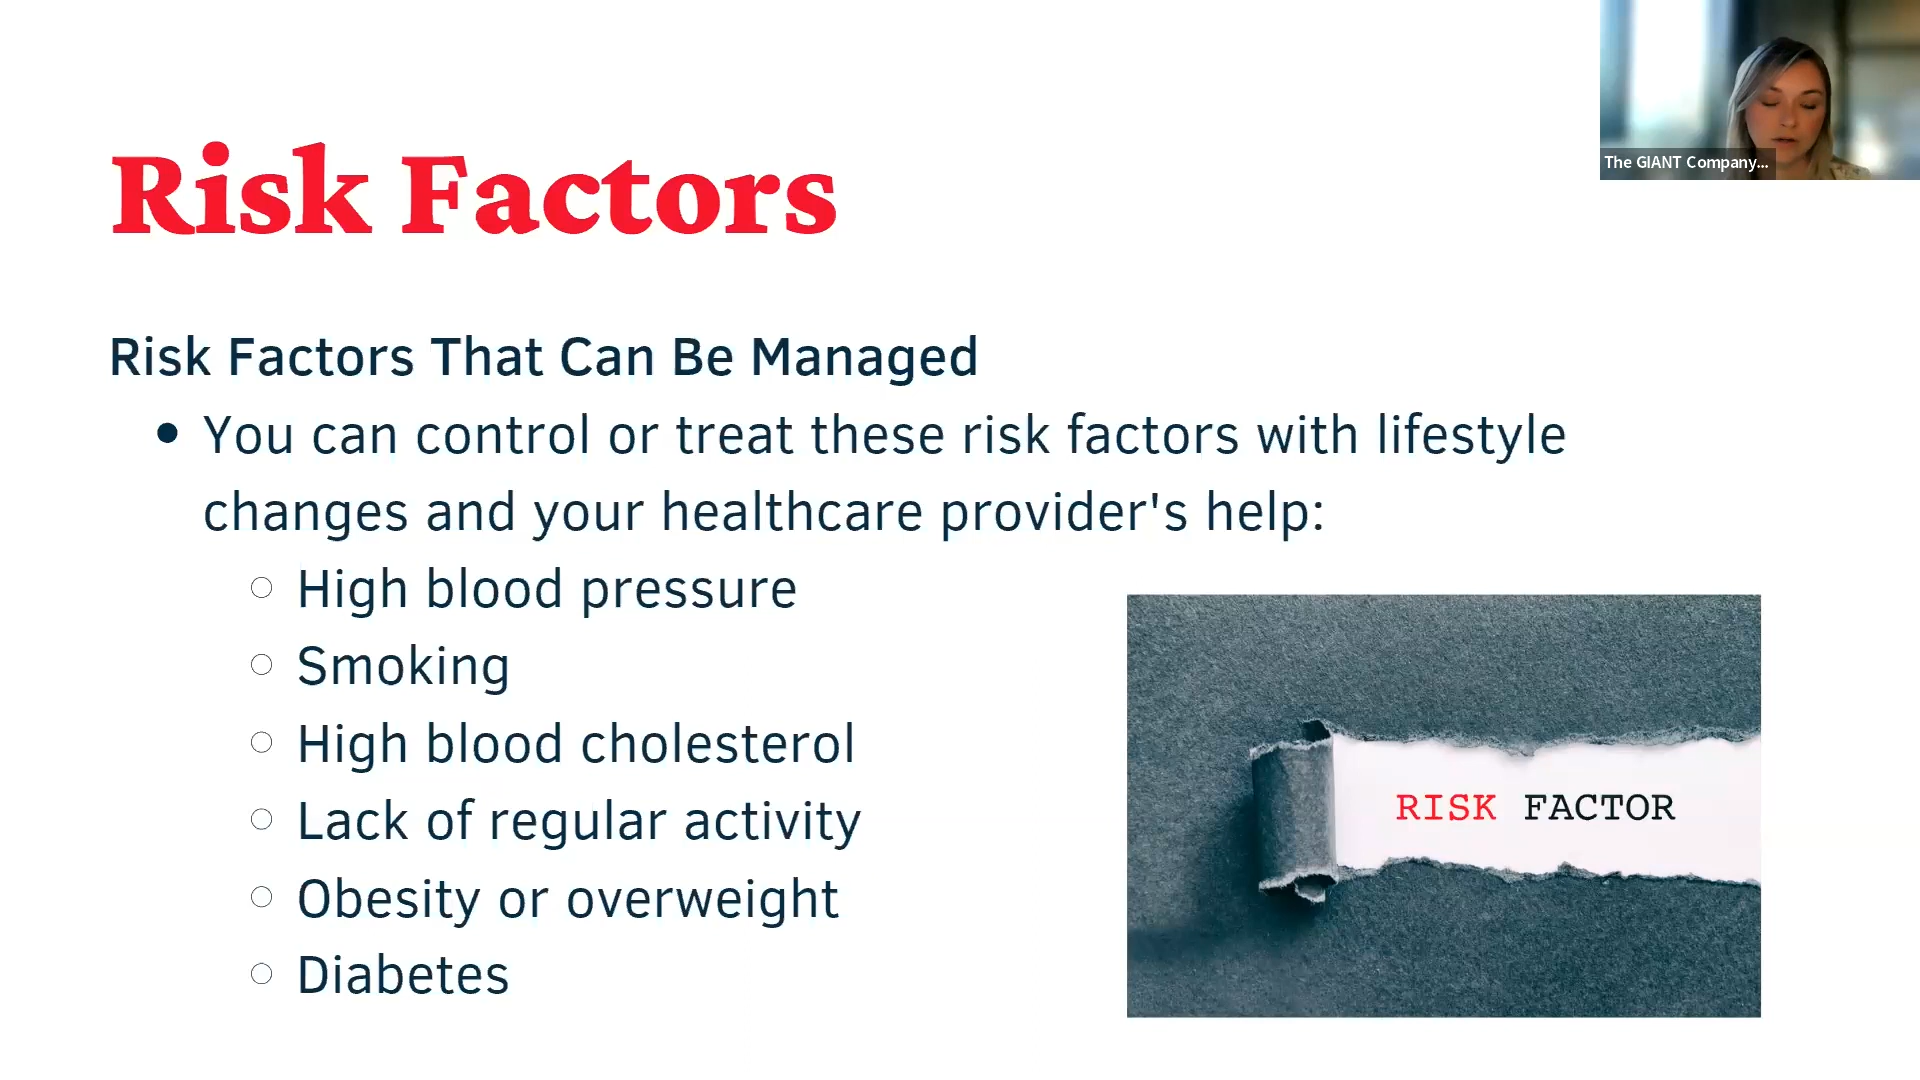 The GIANT Company...
Risk Factors
Risk Factors That Can Be Managed
You can control or treat these risk factors with lifestyle
changes and your healthcare provider's help:
High blood pressure
Smoking
High blood cholesterol
Lack of regular activity
Obesity or overweight
Diabetes
RISK FACTOR